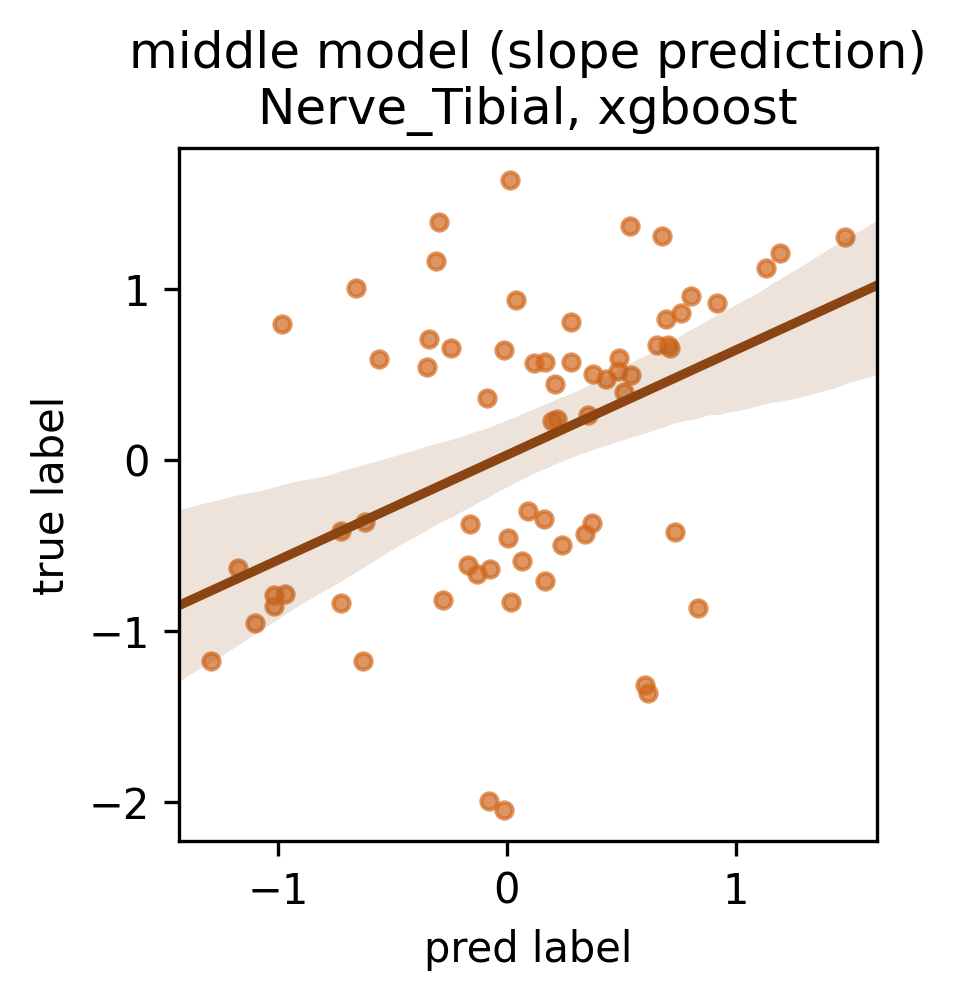 middle model (slope prediction)
Nerve_Tibial, xgboost
1
0
−1
−2
true label
−1
0
1
pred label